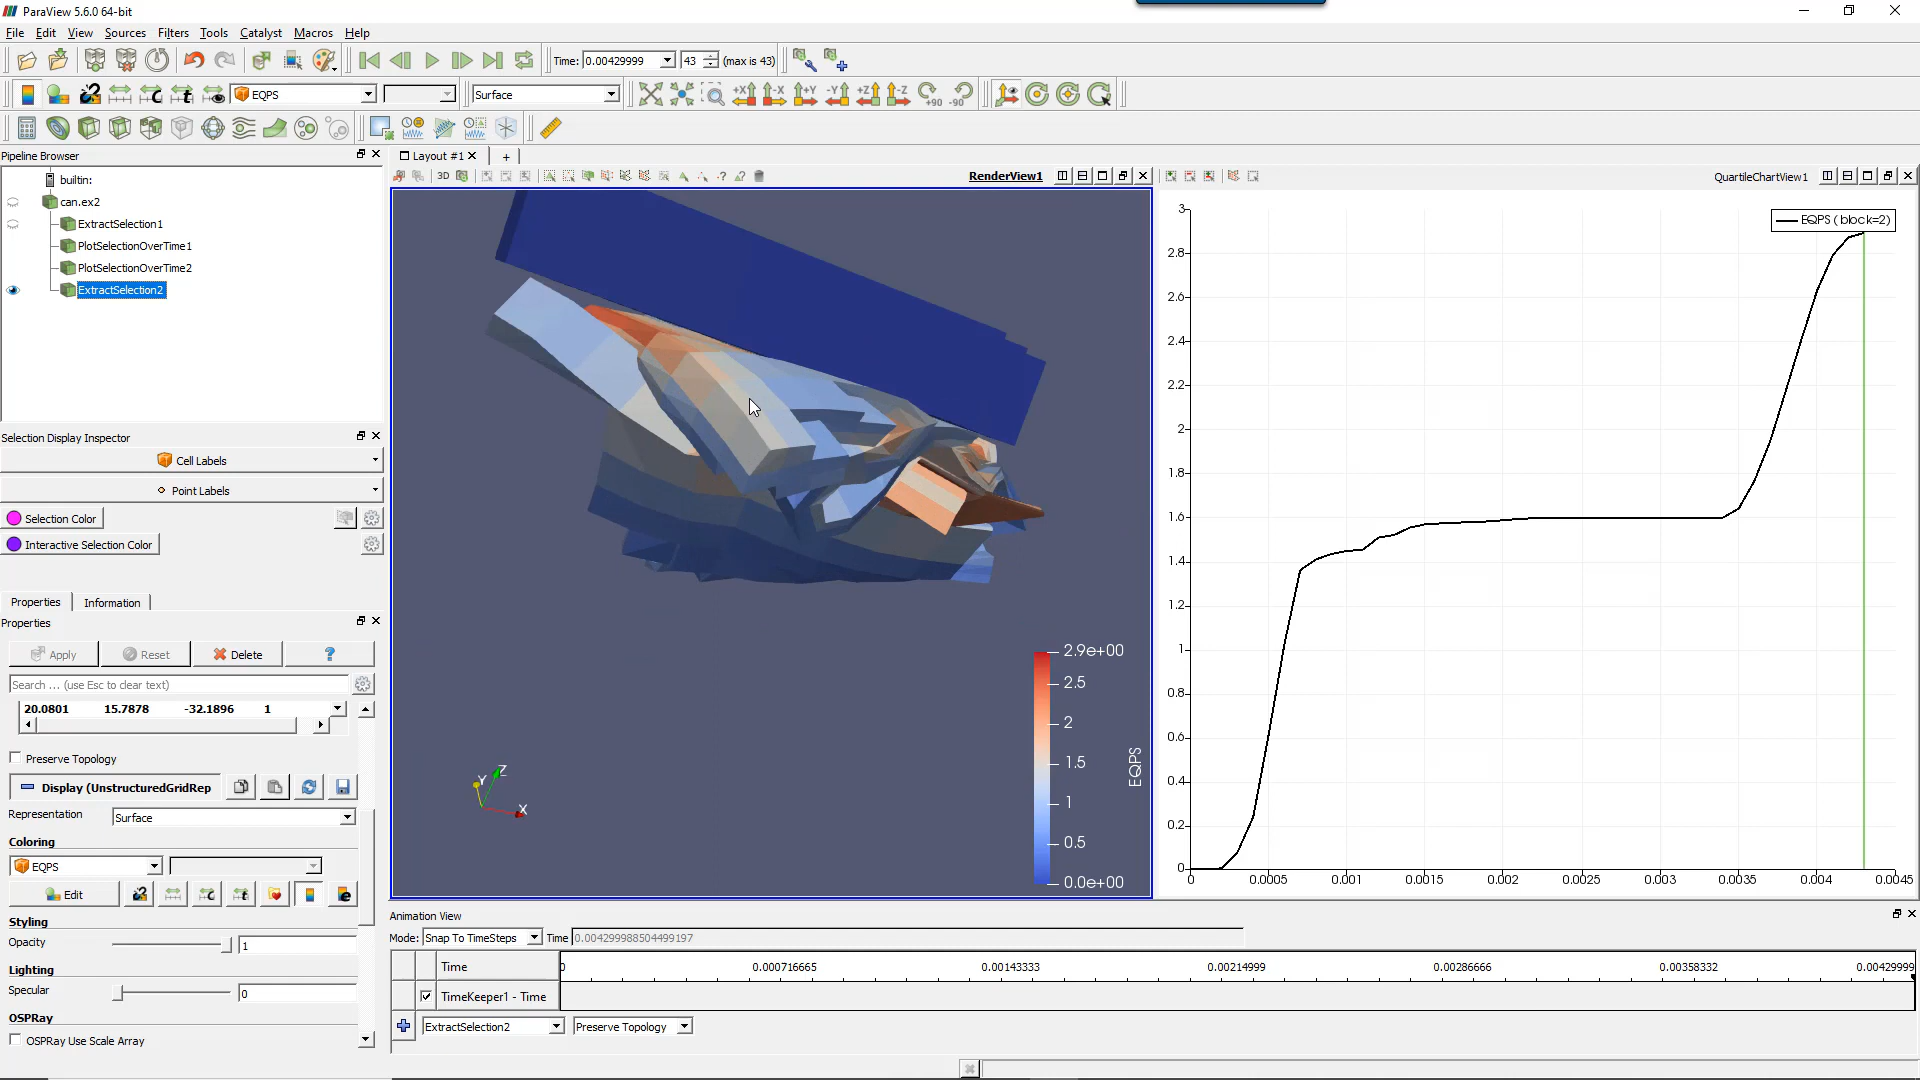 ParaView 5.6.0 64-bit
File Edit View Sources Filters Tools Catalyst Macros Help
Time: 0.00429999 43 (max is 43)
EQPS Surface +X -X +Y -Y +Z -Z +90 -90
Pipeline Browser
builtin:
can.ex2
ExtractSelection1
PlotSelectionOverTime1
PlotSelectionOverTime2
ExtractSelection2
Selection Display Inspector
Cell Labels
Point Labels
Selection Color
Interactive Selection Color
Properties Information
Properties
Apply Reset Delete ?
Search ... (use Esc to clear text)
20.0801 15.7878 -32.1896 1
Preserve Topology
Display (UnstructuredGridRep
Representation Surface
Coloring
EQPS
Edit
Styling
Opacity 1
Lighting
Specular 0
OSPRay
OSPRay Use Scale Array
Layout #1
3D RenderView1
2.9e+00
2.5
2
1.5
1
0.5
0.0e+00
EQPS
Y Z
X
QuartileChartView1
EQPS ( block=2)
3
2.8
2.6
2.4
2.2
2
1.8
1.6
1.4
1.2
1
0.8
0.6
0.4
0.2
0
0 0.0005 0.001 0.0015 0.002 0.0025 0.003 0.0035 0.004 0.0045
Animation View
Mode: Snap To TimeSteps Time 0.004299988504499197
Time 0 0.000716665 0.00143333 0.00214999 0.00286666 0.00358332 0.00429999
TimeKeeper1 - Time
ExtractSelection2 Preserve Topology